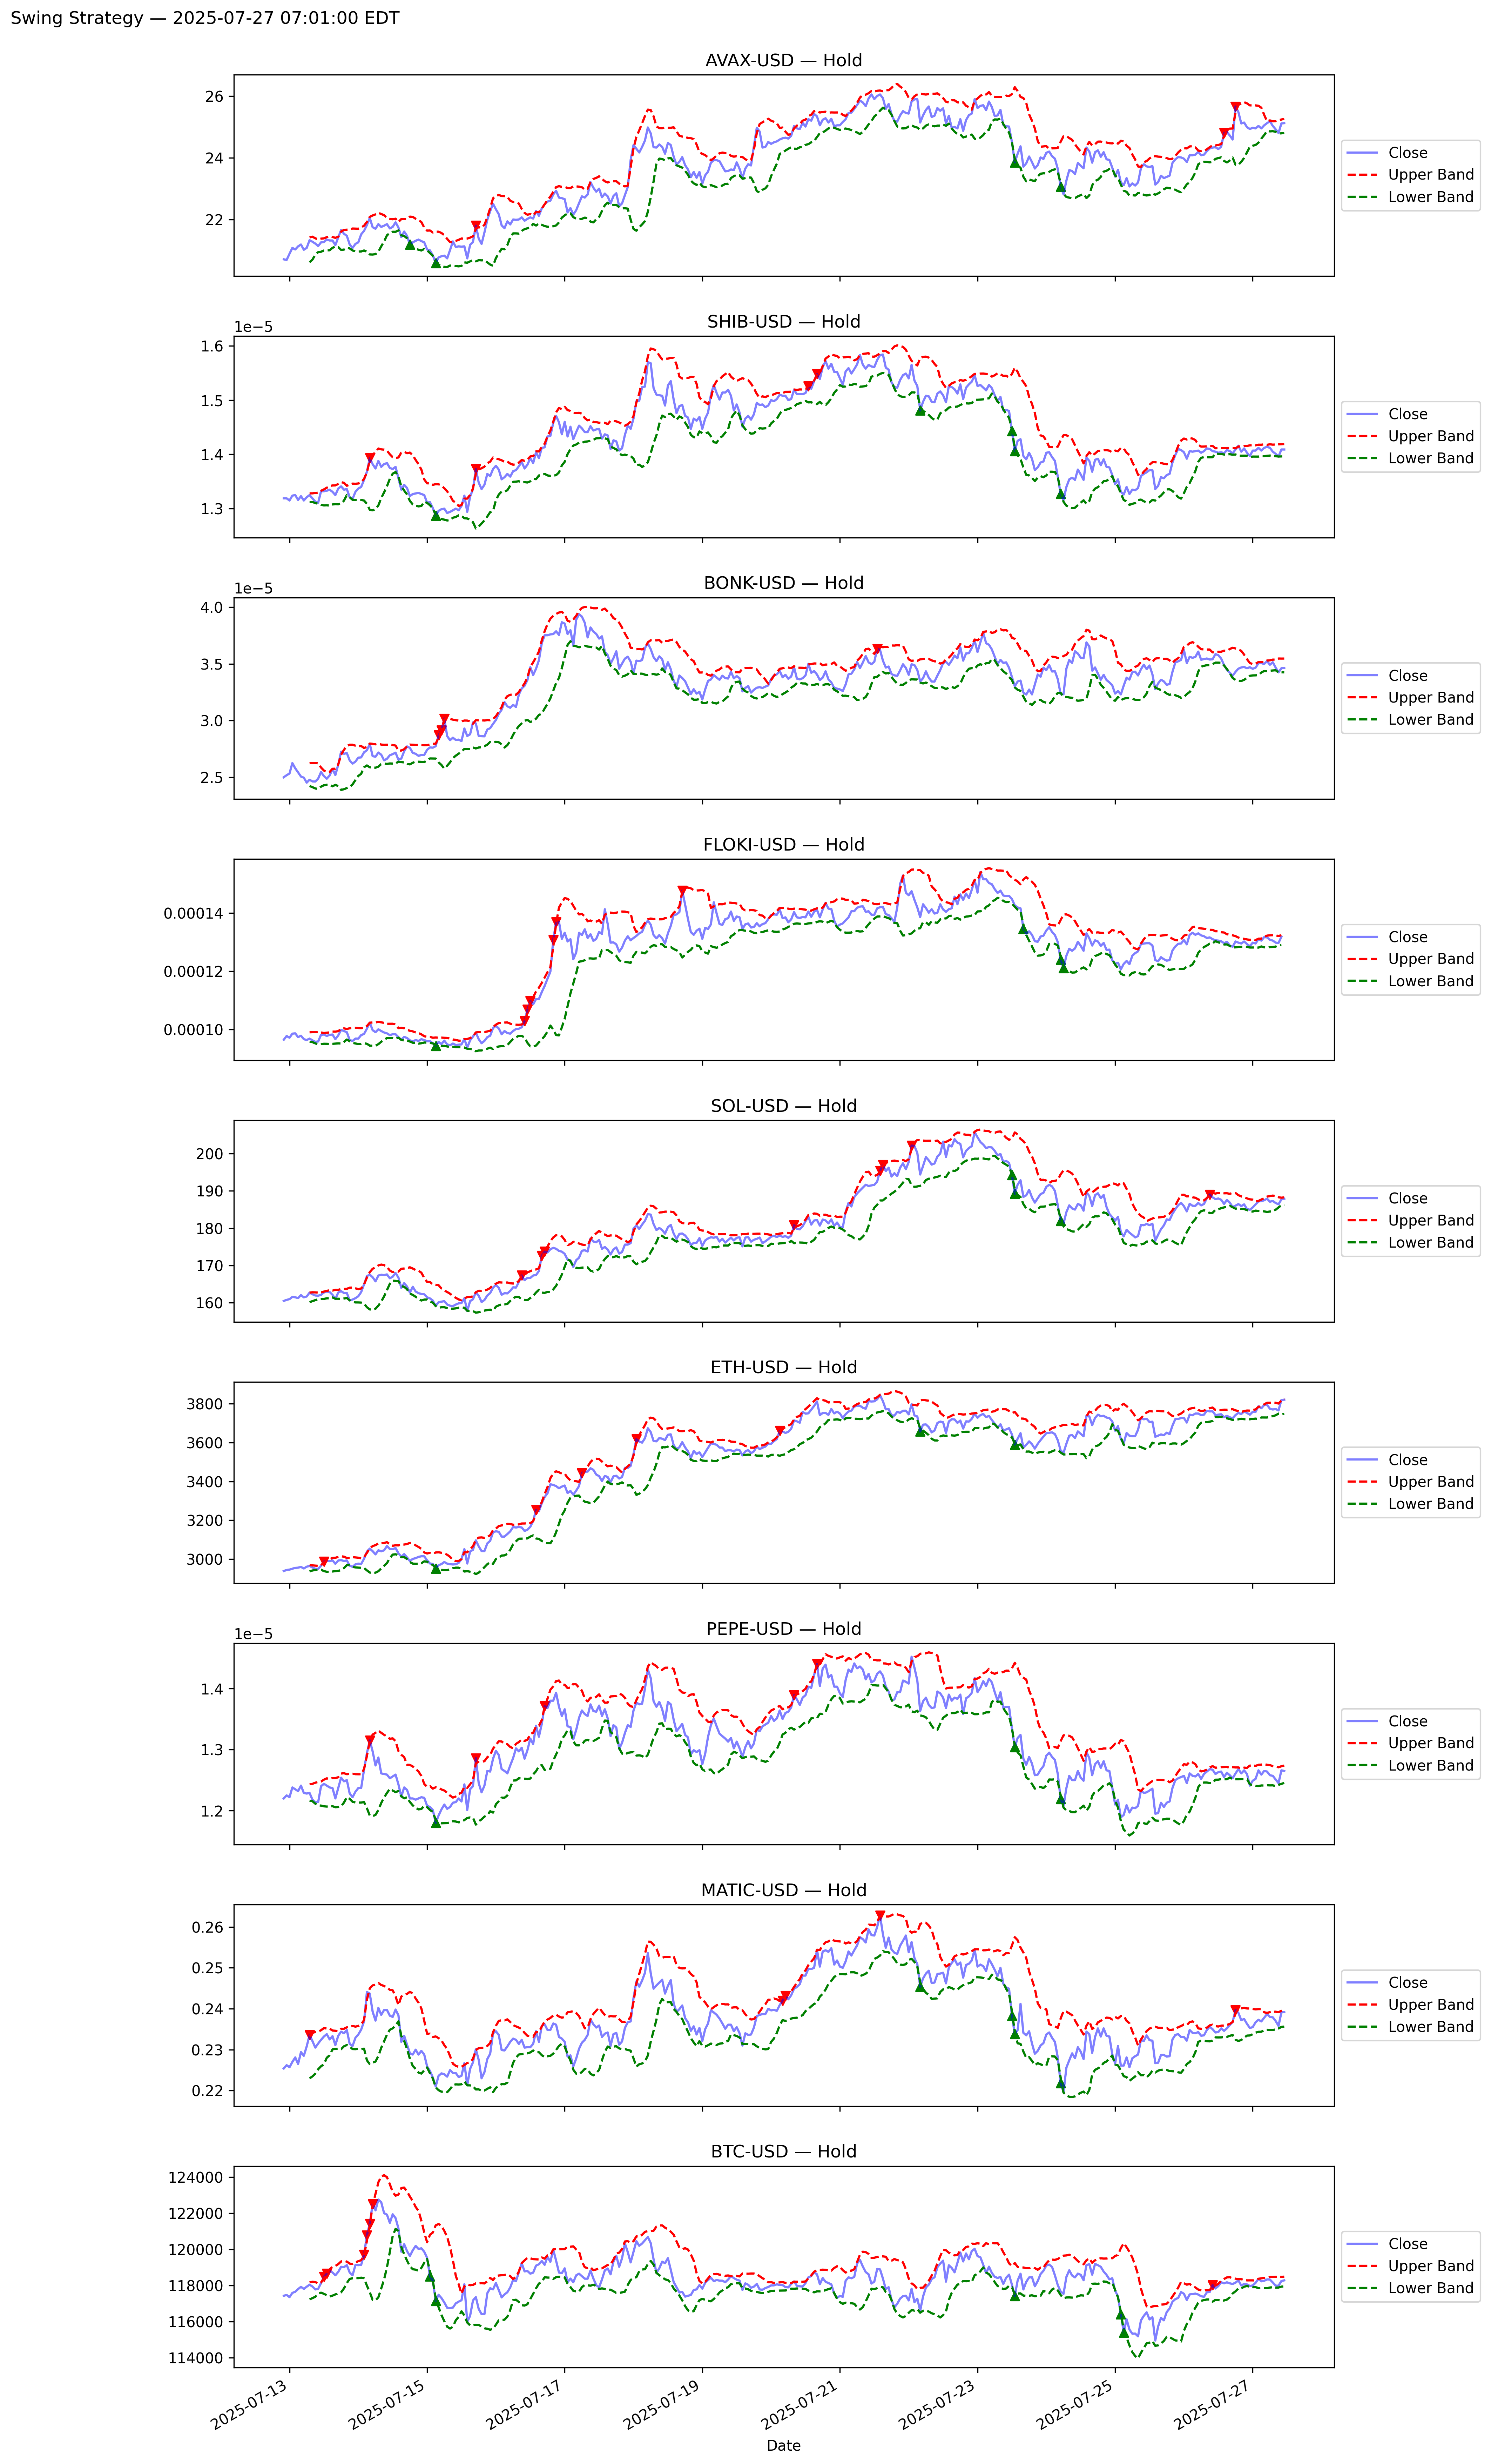 Swing Strategy — 2025-07-27 07:01:00 EDT
AVAX-USD — Hold
26
24
22
Close
Upper Band
Lower Band
SHIB-USD — Hold
1e−5
1.6
1.5
1.4
1.3
Close
Upper Band
Lower Band
BONK-USD — Hold
1e−5
4.0
3.5
3.0
2.5
Close
Upper Band
Lower Band
FLOKI-USD — Hold
0.00014
0.00012
0.00010
Close
Upper Band
Lower Band
SOL-USD — Hold
200
190
180
170
160
Close
Upper Band
Lower Band
ETH-USD — Hold
3800
3600
3400
3200
3000
Close
Upper Band
Lower Band
PEPE-USD — Hold
1e−5
1.4
1.3
1.2
Close
Upper Band
Lower Band
MATIC-USD — Hold
0.26
0.25
0.24
0.23
0.22
Close
Upper Band
Lower Band
BTC-USD — Hold
124000
122000
120000
118000
116000
114000
Close
Upper Band
Lower Band
2025-07-13
2025-07-15
2025-07-17
2025-07-19
2025-07-21
2025-07-23
2025-07-25
2025-07-27
Date